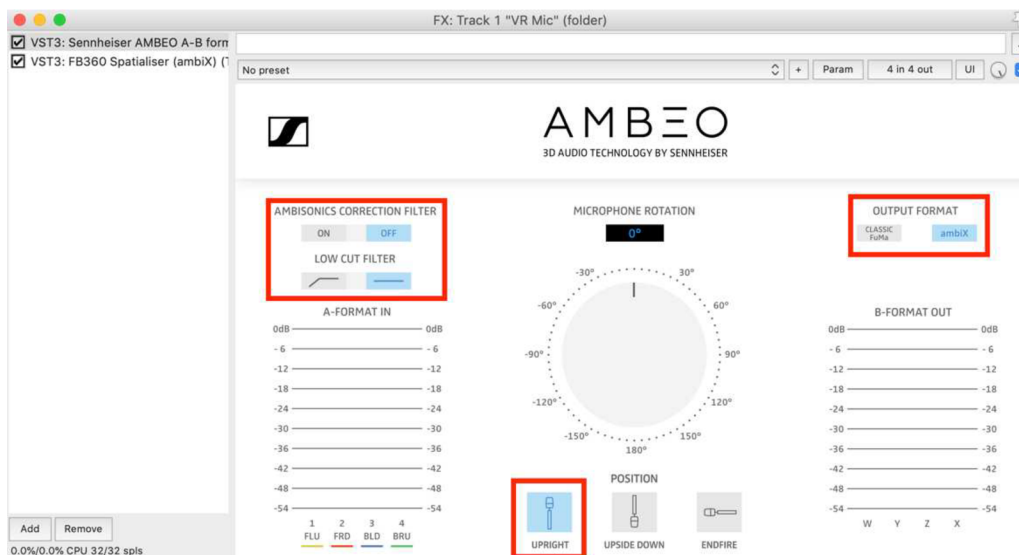 FX: Track 1 "VR Mic" (folder)
VST3: Sennheiser AMBEO A-B form
VST3: FB360 Spatialiser (ambiX) (
No preset
+
Param
4 in 4 out
UI
AMBEO
3D AUDIO TECHNOLOGY BY SENNHEISER
AMBISONICS CORRECTION FILTER
ON OFF
LOW CUT FILTER
MICROPHONE ROTATION
0°
OUTPUT FORMAT
CLASSIC
FuMa
ambiX
-30° 30°
-60° 60°
-90° 90°
-120° 120°
-150° 150°
180°
A-FORMAT IN
0dB 0dB
- 6 - 6
-12 -12
-18 -18
-24 -24
-30 -30
-36 -36
-42 -42
-48 -48
-54 -54
1 2 3 4
FLU FRD BLD BRU
B-FORMAT OUT
0dB 0dB
- 6 - 6
-12 -12
-18 -18
-24 -24
-30 -30
-36 -36
-42 -42
-48 -48
-54 -54
W Y Z X
POSITION
UPRIGHT UPSIDE DOWN ENDFIRE
Add Remove
0.0%/0.0% CPU 32/32 spls